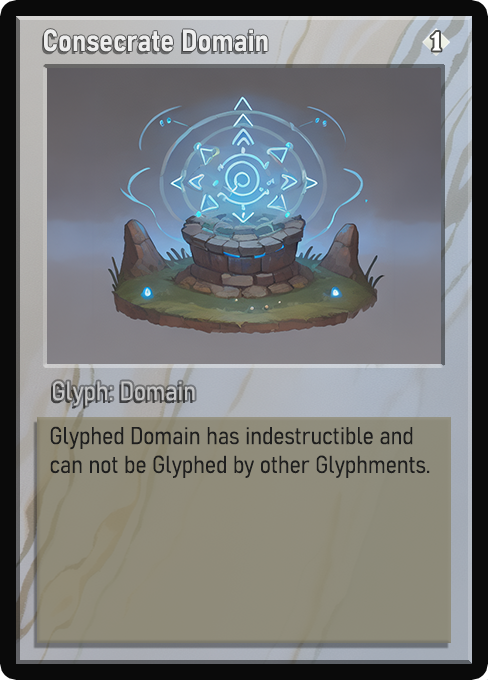 Consecrate Domain 1
Glyph: Domain
Glyphed Domain has indestructible and
can not be Glyphed by other Glyphments.